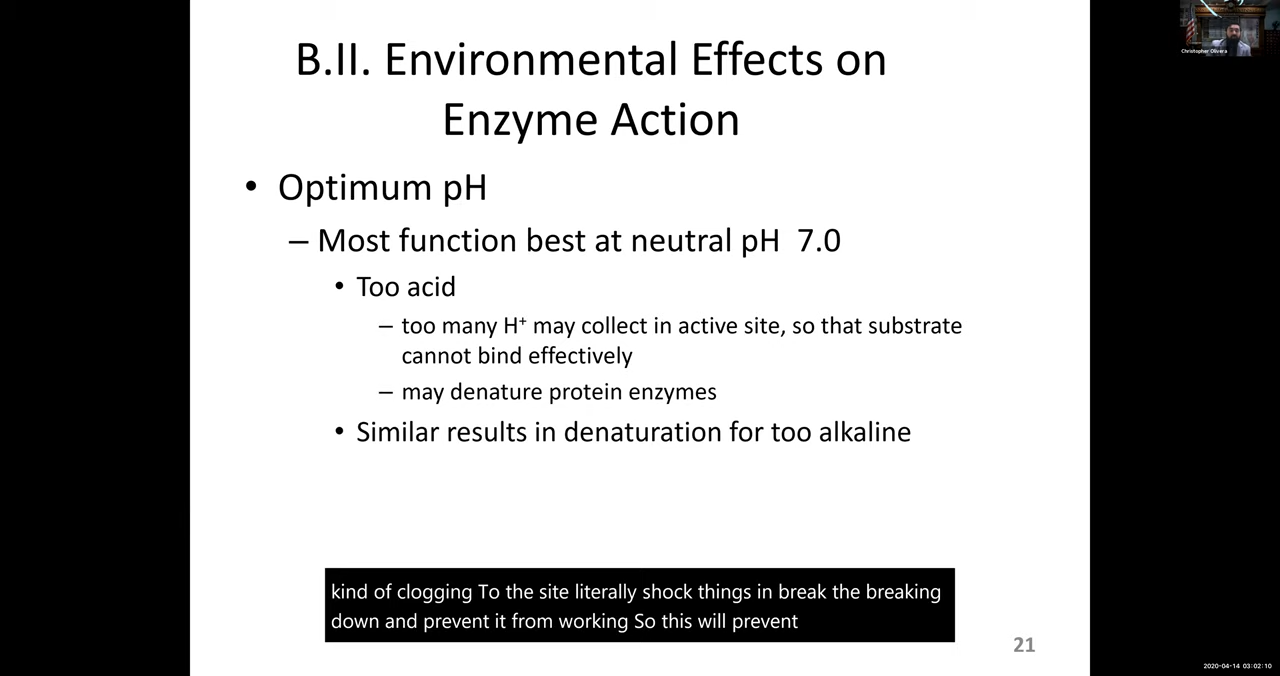 Christopher Olivera
B.II. Environmental Effects on
Enzyme Action
• Optimum pH
– Most function best at neutral pH  7.0
• Too acid
– too many H⁺ may collect in active site, so that substrate
cannot bind effectively
– may denature protein enzymes
• Similar results in denaturation for too alkaline
kind of clogging To the site literally shock things in break the breaking
down and prevent it from working So this will prevent
21
2020-04-14 03:02:10